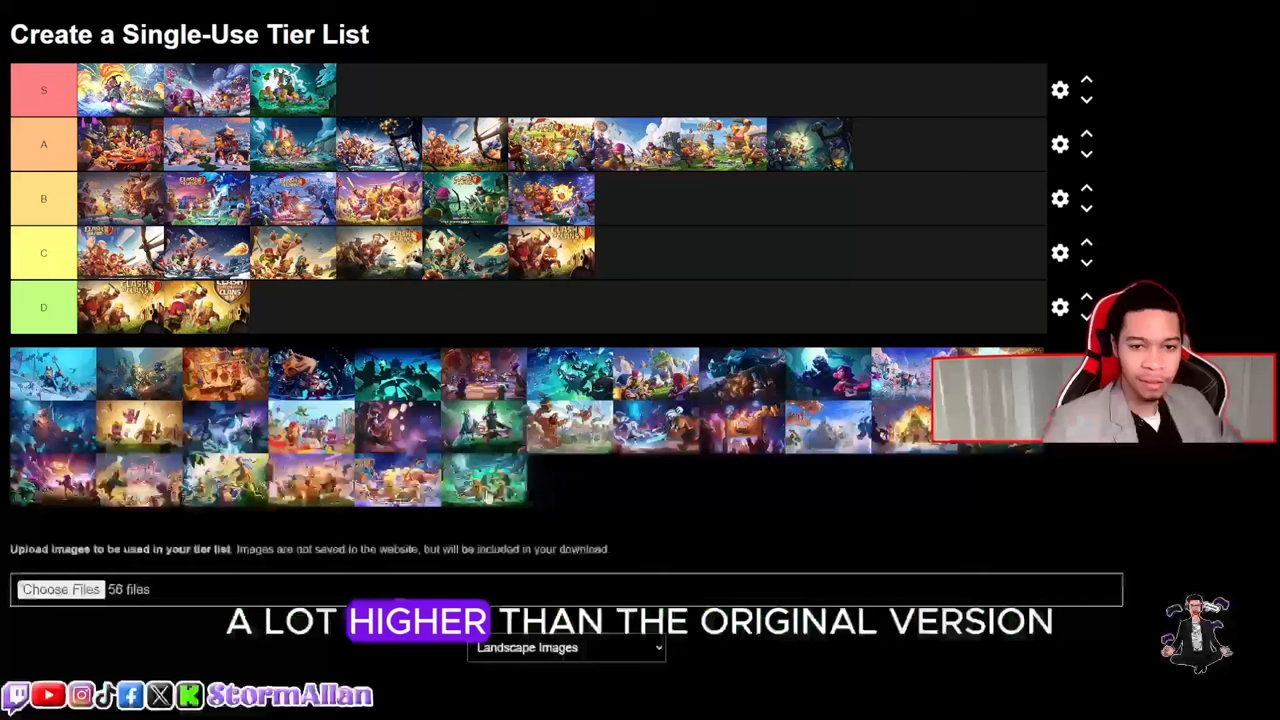 Create a Single-Use Tier List
S
A
B
C
D
Upload images to be used in your tier list. Images are not saved in the website, but will be included in your download.
Choose Files 56 files
A LOT HIGHER THAN THE ORIGINAL VERSION
Landscape Images
StormAllan